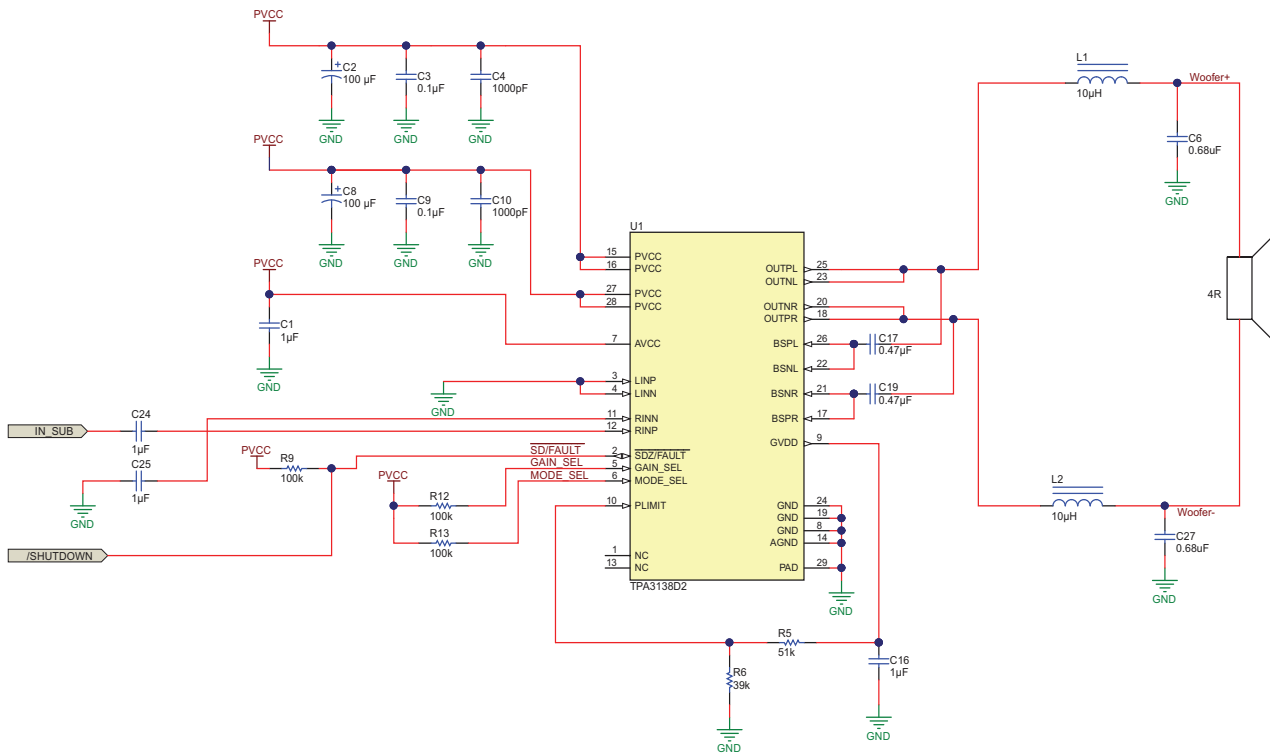 PVCC
C2
100 µF
C3
0.1µF
C4
1000pF
GND
GND
GND
PVCC
C8
100 µF
C9
0.1µF
C10
1000pF
GND
GND
GND
PVCC
C1
1µF
GND
GND
IN_SUB
C24
1µF
C25
1µF
GND
/SHUTDOWN
PVCC
R9
100k
PVCC
R12
100k
R13
100k
SD/FAULT
GAIN_SEL
MODE_SEL
U1
15 PVCC
16 PVCC
27 PVCC
28 PVCC
7 AVCC
3 LINP
4 LINN
11 RINN
12 RINP
2 SDZ/FAULT
5 GAIN_SEL
6 MODE_SEL
10 PLIMIT
1 NC
13 NC
OUTPL 25
OUTNL 23
OUTNR 20
OUTPR 18
BSPL 26
BSNL 22
BSNR 21
BSPR 17
GVDD 9
GND 24
GND 19
GND 8
AGND 14
PAD 29
TPA3138D2
C17
0.47µF
C19
0.47µF
GND
R5
51k
R6
39k
GND
C16
1µF
GND
L1
10µH
Woofer+
C6
0.68uF
GND
4R
L2
10µH
Woofer-
C27
0.68uF
GND